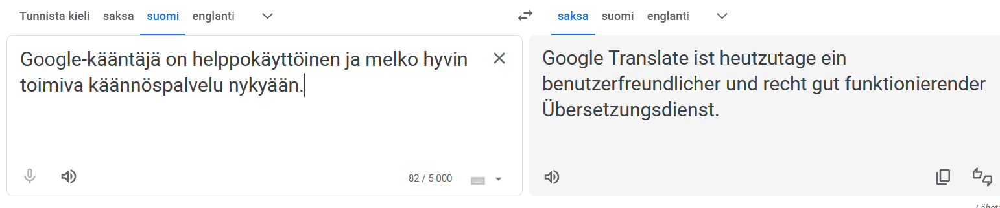 Tunnista kieli saksa suomi englanti
saksa suomi englanti
Google-kääntäjä on helppokäyttöinen ja melko hyvin
toimiva käännöspalvelu nykyään.
82 / 5 000
Google Translate ist heutzutage ein
benutzerfreundlicher und recht gut funktionierender
Übersetzungsdienst.